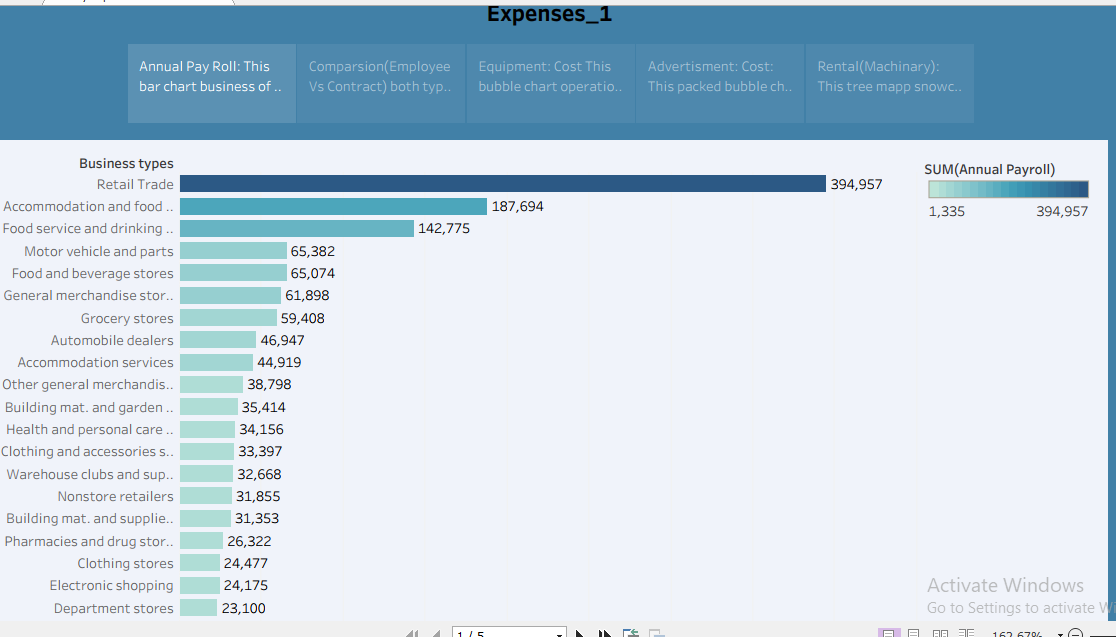 Expenses_1
Annual Pay Roll: This
bar chart business of ..
Comparsion(Employee
Vs Contract) both typ..
Equipment: Cost This
bubble chart operatio..
Advertisment: Cost:
This packed bubble ch..
Rental(Machinary):
This tree mapp snowc..
Business types
Retail Trade 394,957
Accommodation and food .. 187,694
Food service and drinking .. 142,775
Motor vehicle and parts 65,382
Food and beverage stores 65,074
General merchandise stor.. 61,898
Grocery stores 59,408
Automobile dealers 46,947
Accommodation services 44,919
Other general merchandis.. 38,798
Building mat. and garden .. 35,414
Health and personal care .. 34,156
Clothing and accessories s.. 33,397
Warehouse clubs and sup.. 32,668
Nonstore retailers 31,855
Building mat. and supplie.. 31,353
Pharmacies and drug stor.. 26,322
Clothing stores 24,477
Electronic shopping 24,175
Department stores 23,100
SUM(Annual Payroll)
1,335 394,957
Activate Windows
Go to Settings to activate Wi
1 / 5
162.67%